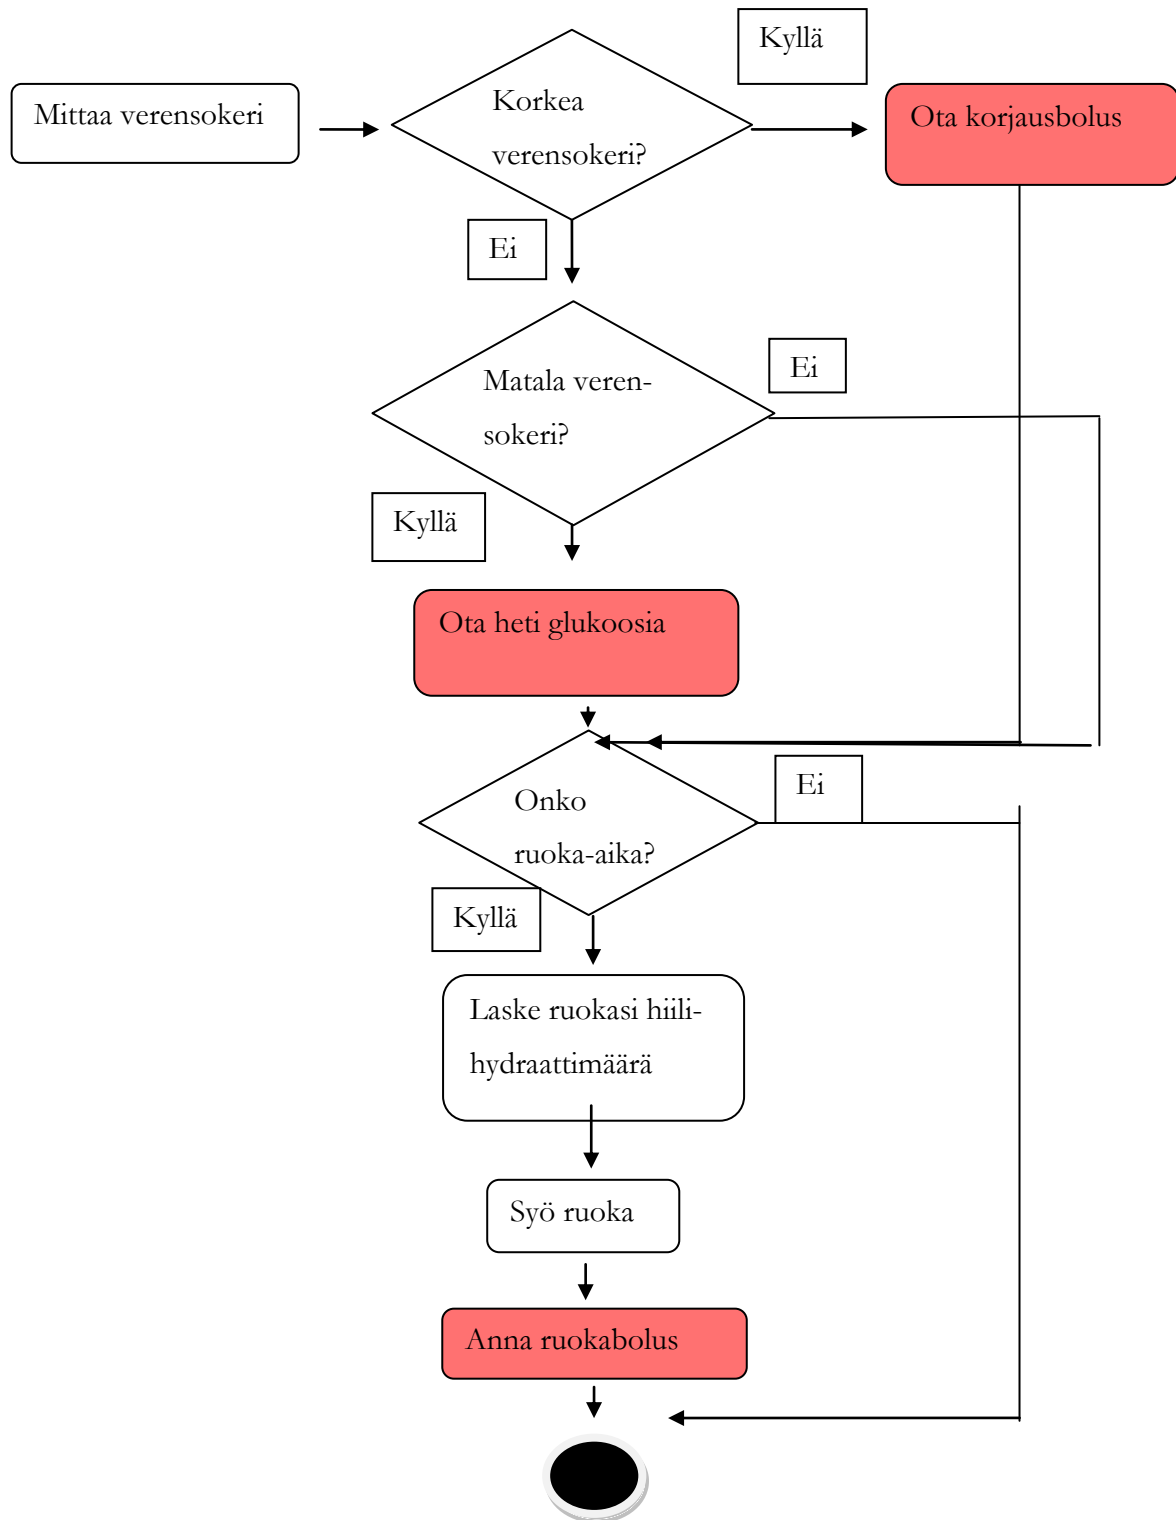 Kyllä
Mittaa verensokeri
Korkea
verensokeri?
Ota korjausbolus
Ei
Matala veren-
sokeri?
Ei
Kyllä
Ota heti glukoosia
Ei
Onko
ruoka-aika?
Kyllä
Laske ruokasi hiili-
hydraattimäärä
Syö ruoka
Anna ruokabolus